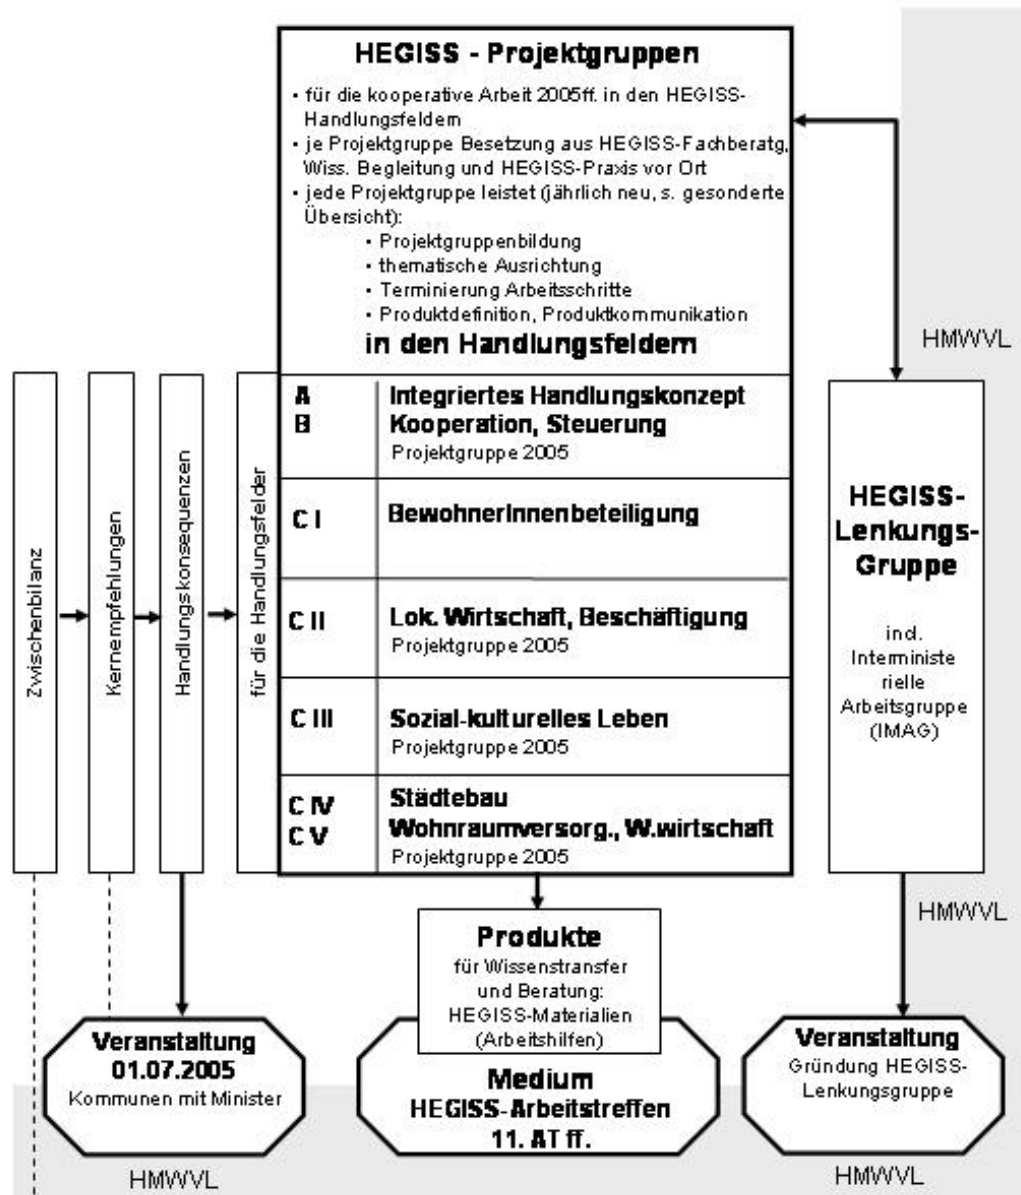 HEGISS - Projektgruppen
• für die kooperative Arbeit 2005ff. in den HEGISS-
Handlungsfeldern
• je Projektgruppe Besetzung aus HEGISS-Fachberatg,
Wiss. Begleitung und HEGISS-Praxis vor Ort
• jede Projektgruppe leistet (jährlich neu, s. gesonderte
Übersicht):
• Projektgruppenbildung
• thematische Ausrichtung
• Terminierung Arbeitsschritte
• Produktdefinition, Produktkommunikation
in den Handlungsfeldern
A
Integriertes Handlungskonzept
B
Kooperation, Steuerung
Projektgruppe 2005
C I
BewohnerInnenbeteiligung
C II
Lok. Wirtschaft, Beschäftigung
Projektgruppe 2005
C III
Sozial-kulturelles Leben
Projektgruppe 2005
C IV
Städtebau
C V
Wohnraumversorg., W.wirtschaft
Projektgruppe 2005
Zwischenbilanz
Kernempfehlungen
Handlungskonsequenzen
für die Handlungsfelder
HMWVL
HEGISS-
Lenkungs-
Gruppe
incl.
Interministe
rielle
Arbeitsgruppe
(IMAG)
HMWVL
Produkte
für Wissenstransfer
und Beratung:
HEGISS-Materialien
(Arbeitshilfen)
Medium
HEGISS-Arbeitstreffen
11. AT ff.
Veranstaltung
01.07.2005
Kommunen mit Minister
HMWVL
Veranstaltung
Gründung HEGISS-
Lenkungsgruppe
HMWVL